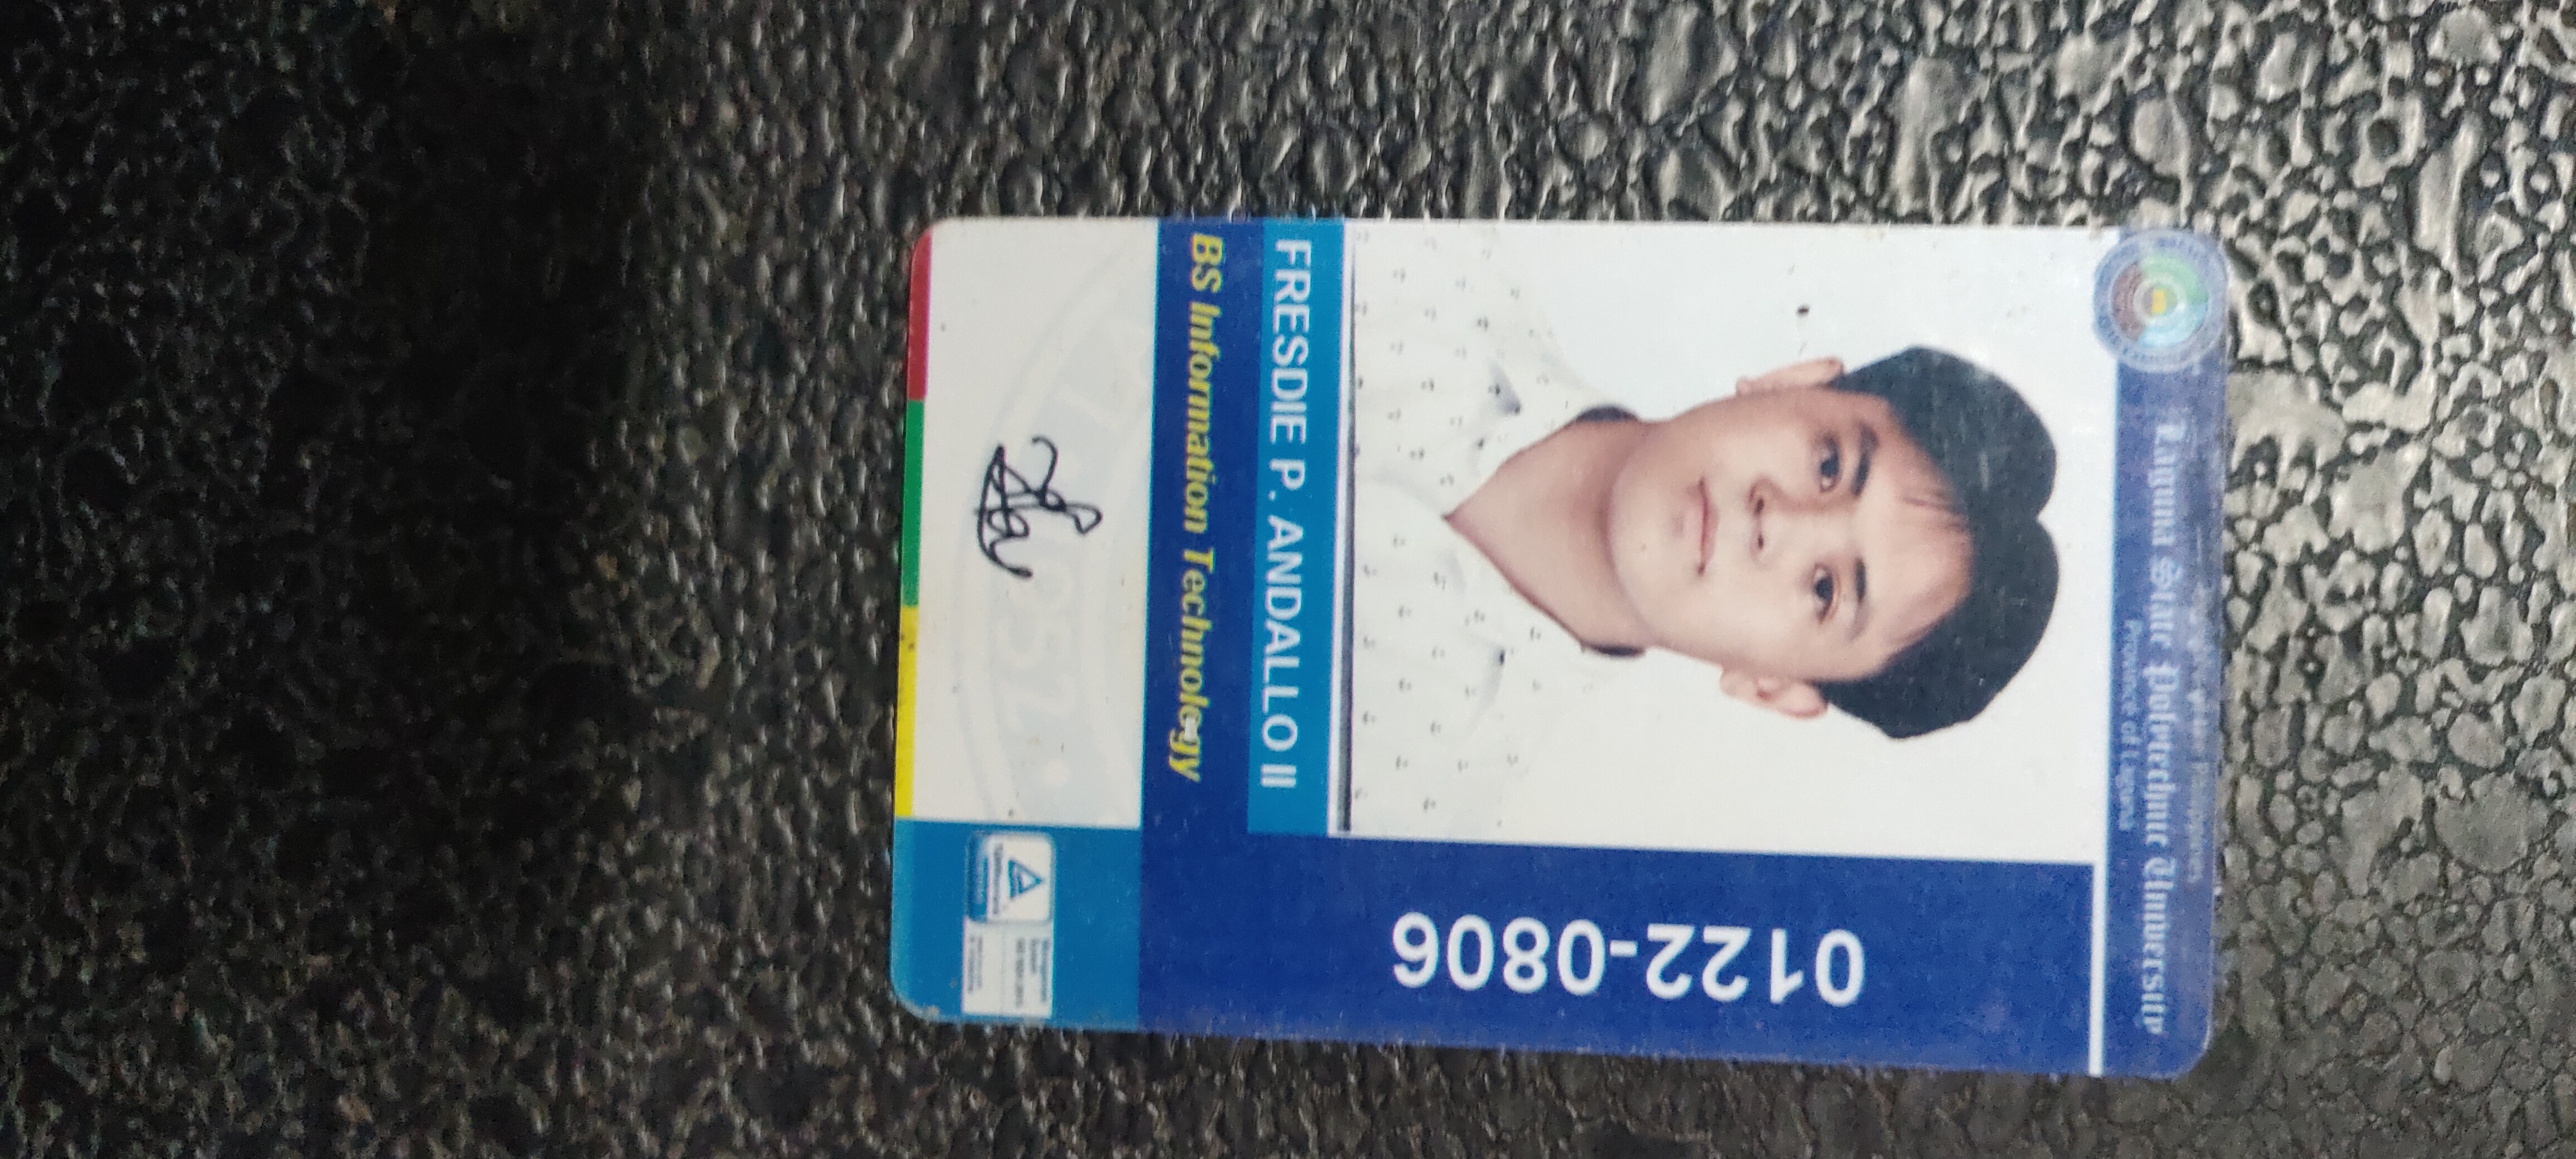 Republic of the Philippines
Laguna State Polytechnic University
Province of Laguna
0122-0806
FRESDIE P. ANDALLO II
BS Information Technology
1952
Management
System
ISO 9001:2015